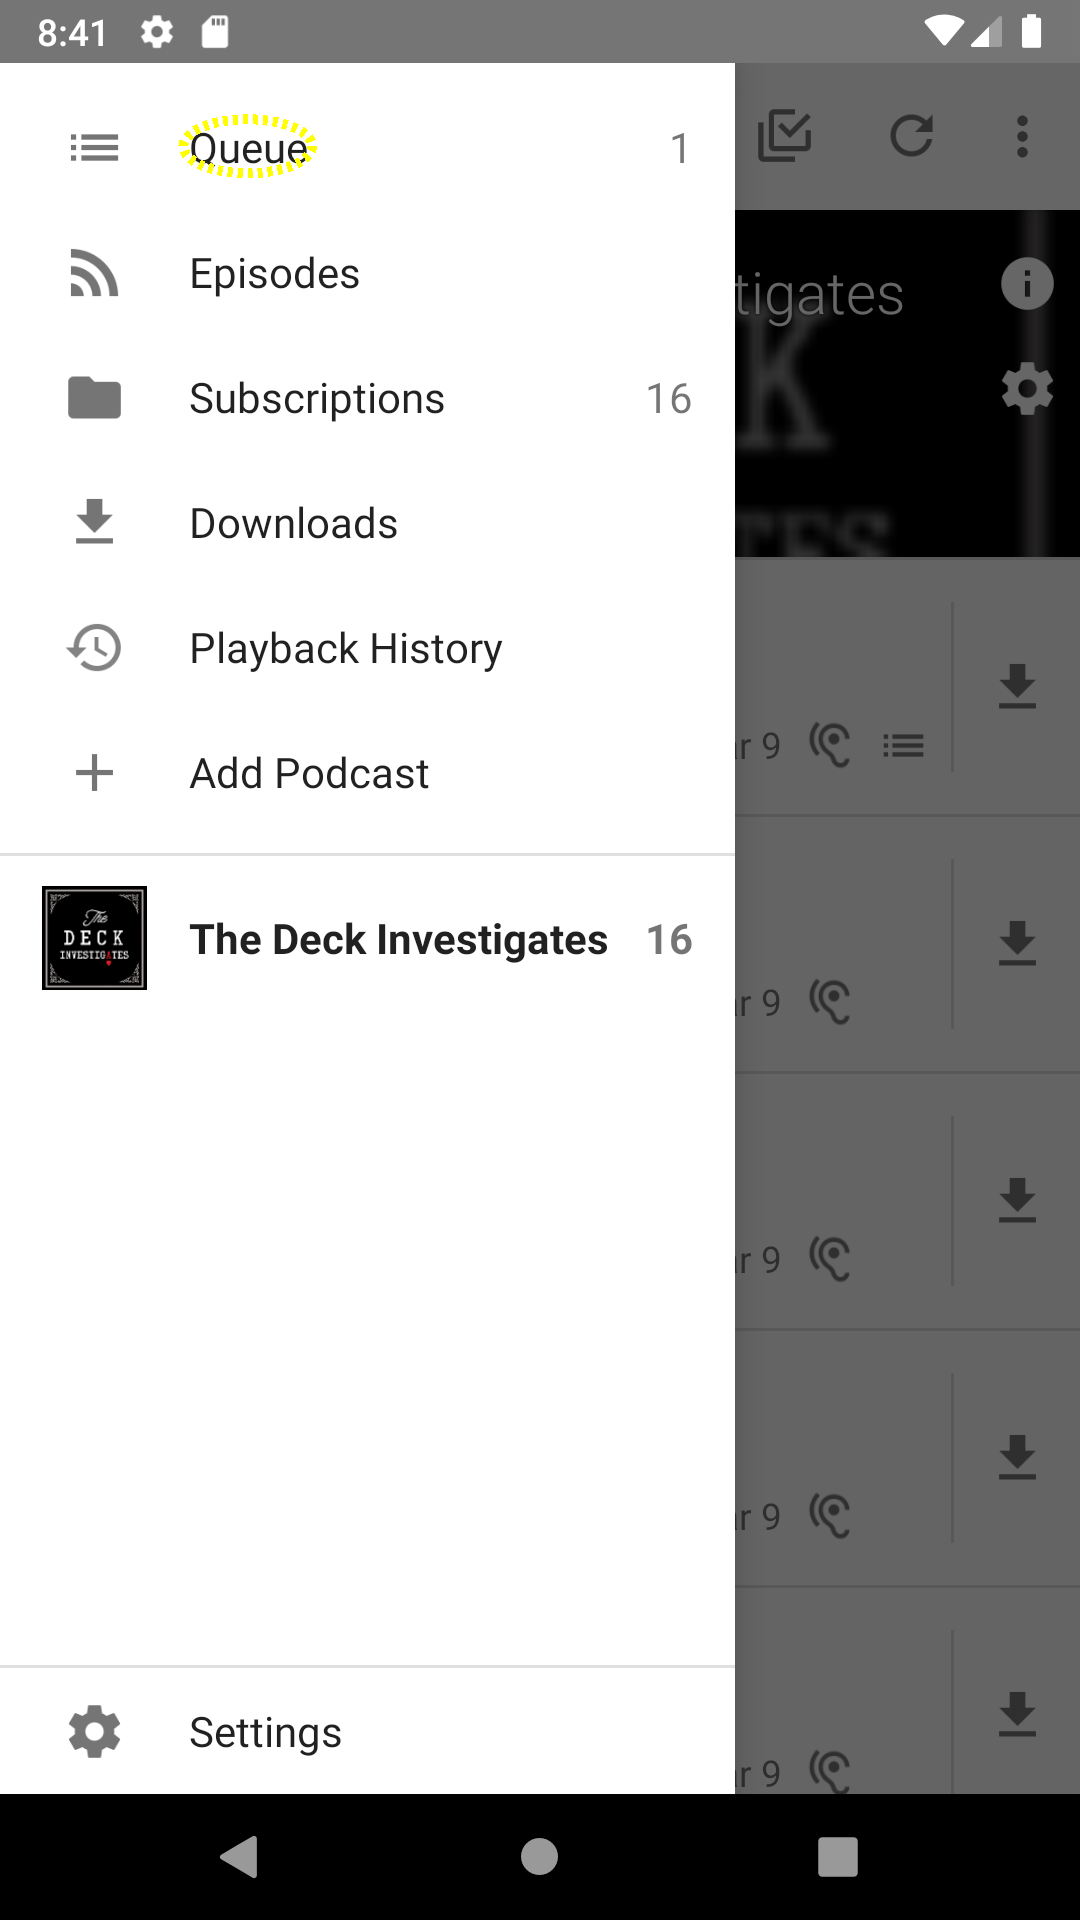 8:41
Queue 1
Episodes
tigates
Subscriptions 16
K
Downloads
TES
Playback History
r 9
Add Podcast
The DECK INVESTIGATES
The Deck Investigates 16
r 9
r 9
r 9
Settings
r 9